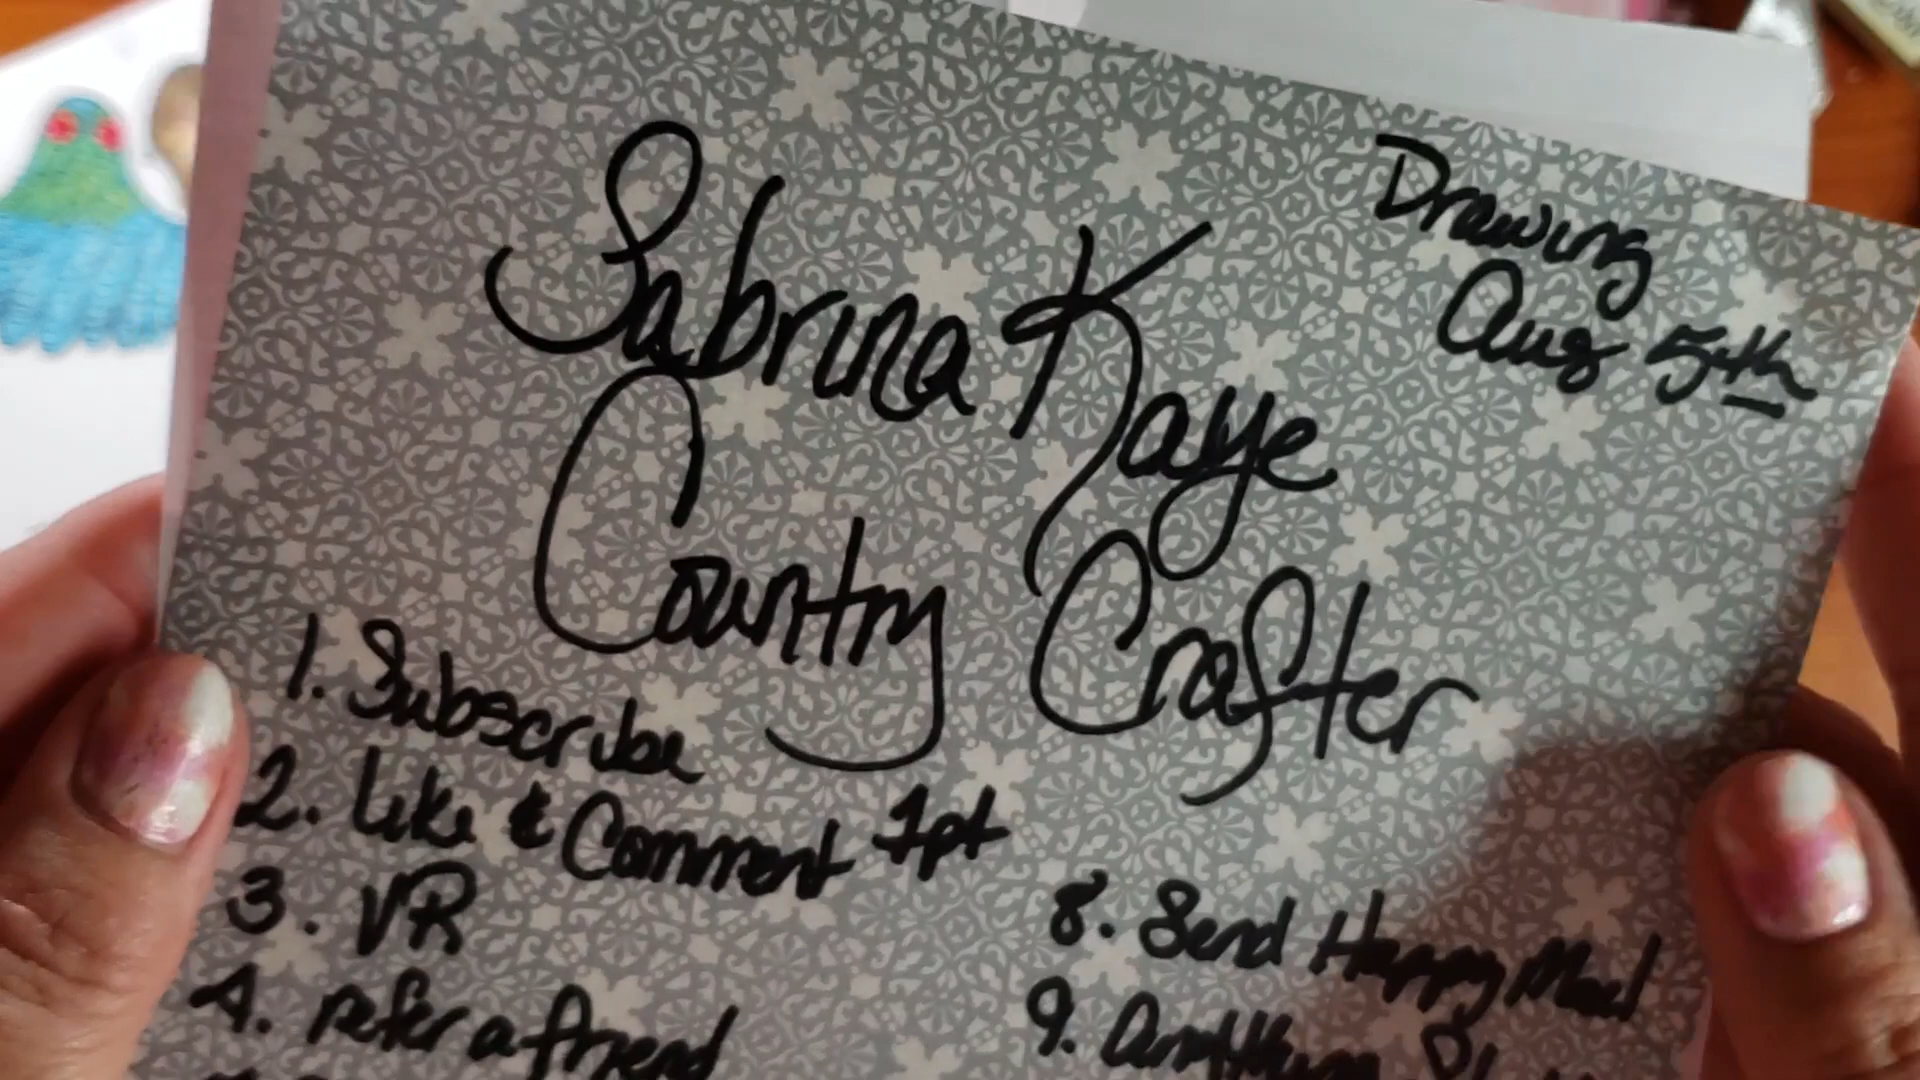 Drawing
Aug 5th
Sabrina Kaye
Country Crafter
1. Subscribe
2. Like & Comment 1pt
3. VR
4. refer a friend
8. Send Happy Mail
9.